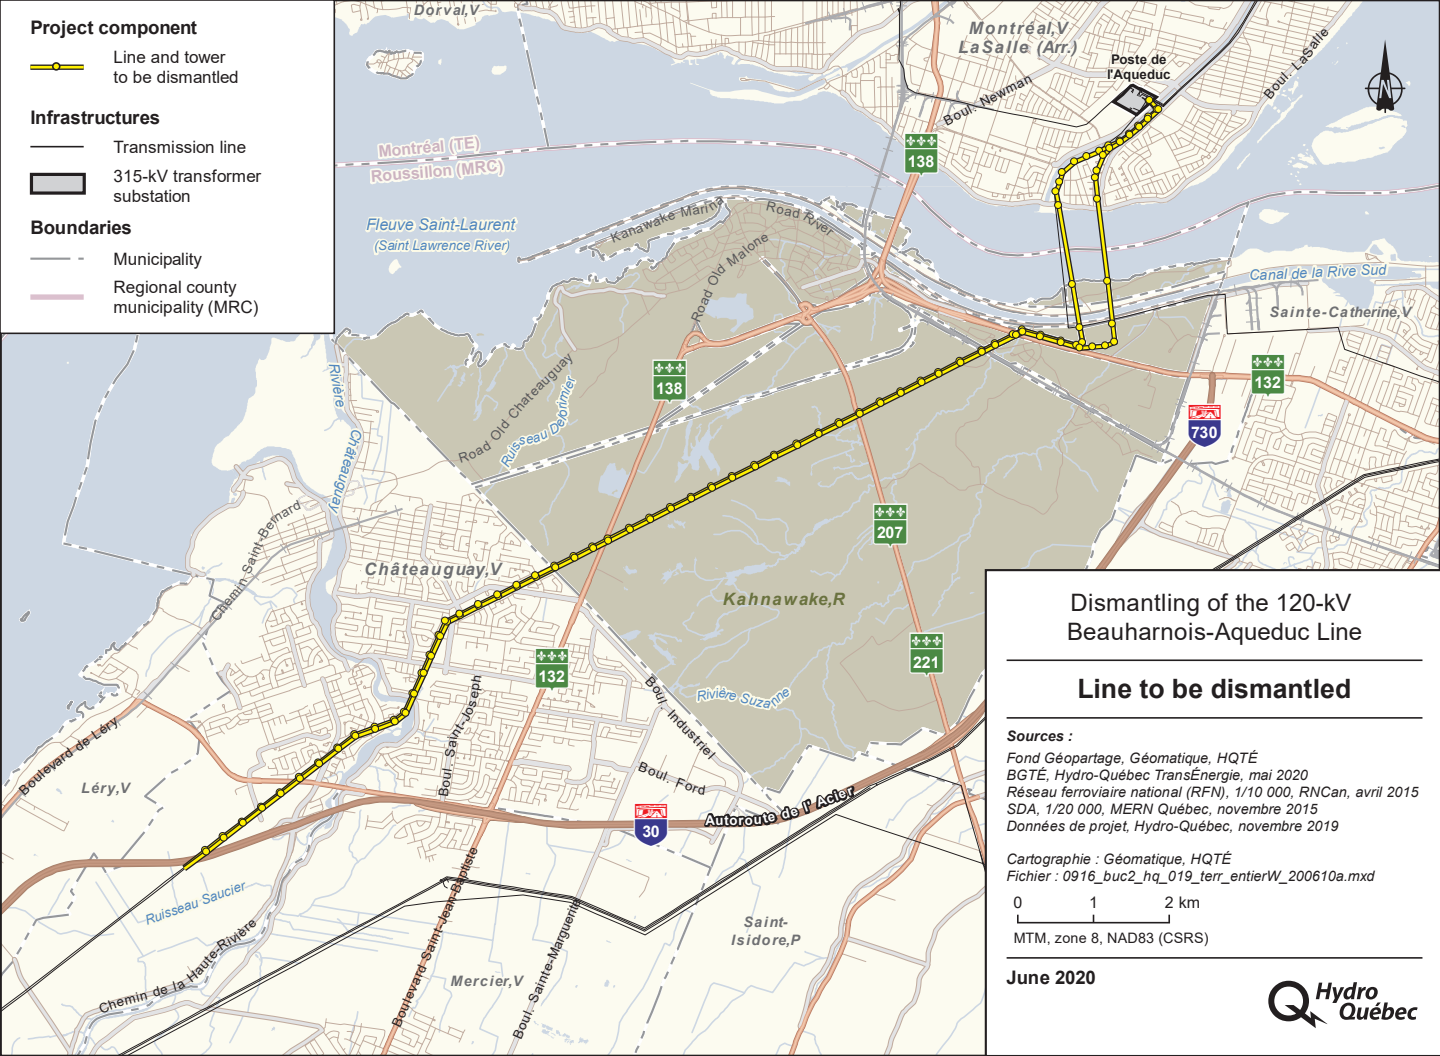 Project component
Line and tower
to be dismantled
Infrastructures
Transmission line
315-kV transformer
substation
Boundaries
Municipality
Regional county
municipality (MRC)
Dorval,V
Montréal,V
LaSalle (Arr.)
Poste de
l'Aqueduc
Boul. Newman
Boul. LaSalle
N
138
Montréal (TE)
Roussillon (MRC)
Fleuve Saint-Laurent
(Saint Lawrence River)
Kanawake Marina
Road River
Road Old Malone
Canal de la Rive Sud
Sainte-Catherine,V
Rivière
Châteauguay
Road Old Chateauguay
Ruisseau Delorimier
138
132
730
Chemin Saint-Bernard
207
Châteauguay,V
Kahnawake,R
132
221
Boul. Saint-Joseph
Boul. Industriel
Rivière Suzanne
Boulevard de Léry
Léry,V
Boul. Ford
Autoroute de l' Acier
30
Ruisseau Saucier
Chemin de la Haute-Rivière
Boulevard Saint-Jean-Baptiste
Boul. Sainte-Marguerite
Mercier,V
Saint-
Isidore,P
Dismantling of the 120-kV
Beauharnois-Aqueduc Line
Line to be dismantled
Sources :
Fond Géopartage, Géomatique, HQTÉ
BGTÉ, Hydro-Québec TransÉnergie, mai 2020
Réseau ferroviaire national (RFN), 1/10 000, RNCan, avril 2015
SDA, 1/20 000, MERN Québec, novembre 2015
Données de projet, Hydro-Québec, novembre 2019
Cartographie : Géomatique, HQTÉ
Fichier : 0916_buc2_hq_019_terr_entierW_200610a.mxd
0 1 2 km
MTM, zone 8, NAD83 (CSRS)
June 2020
Hydro
Québec